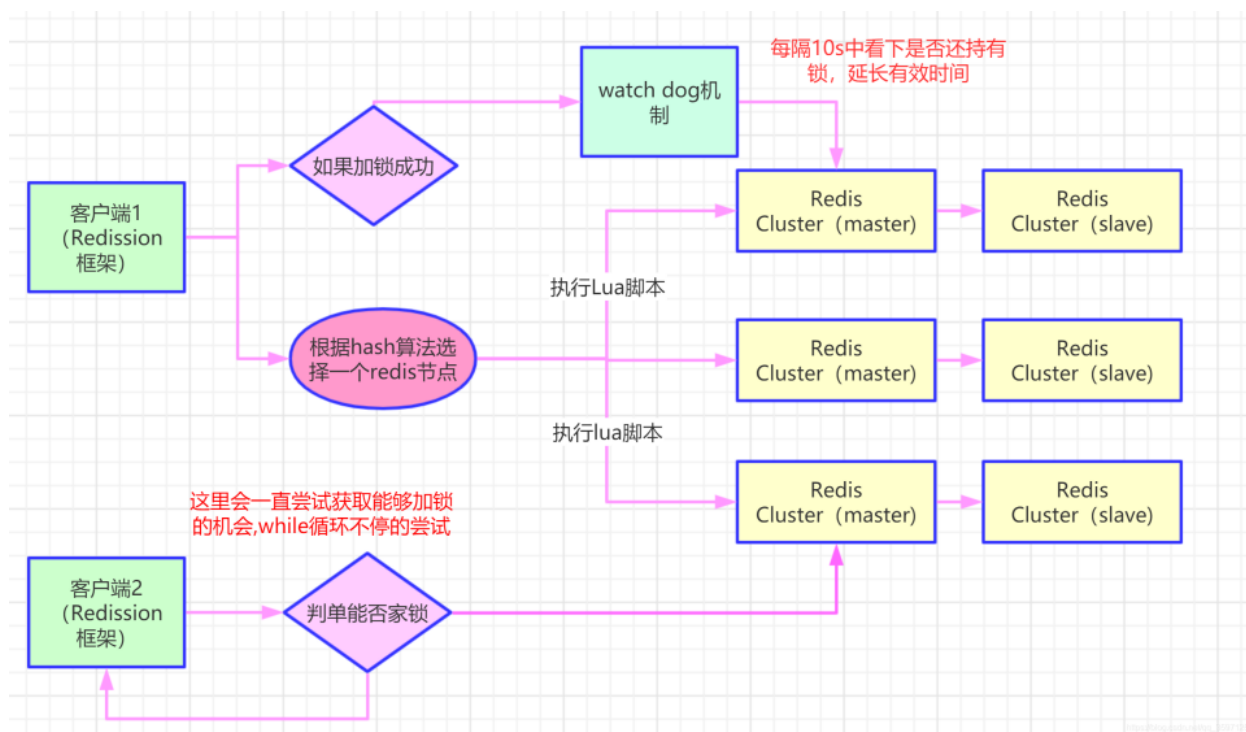 每隔10s中看下是否还持有
锁，延长有效时间
watch dog机
制
如果加锁成功
客户端1
（Redission
框架）
Redis
Cluster（master）
Redis
Cluster（slave）
执行Lua脚本
根据hash算法选
择一个redis节点
Redis
Cluster（master）
Redis
Cluster（slave）
执行lua脚本
Redis
Cluster（master）
Redis
Cluster（slave）
这里会一直尝试获取能够加锁
的机会,while循环不停的尝试
客户端2
（Redission
框架）
判单能否家锁